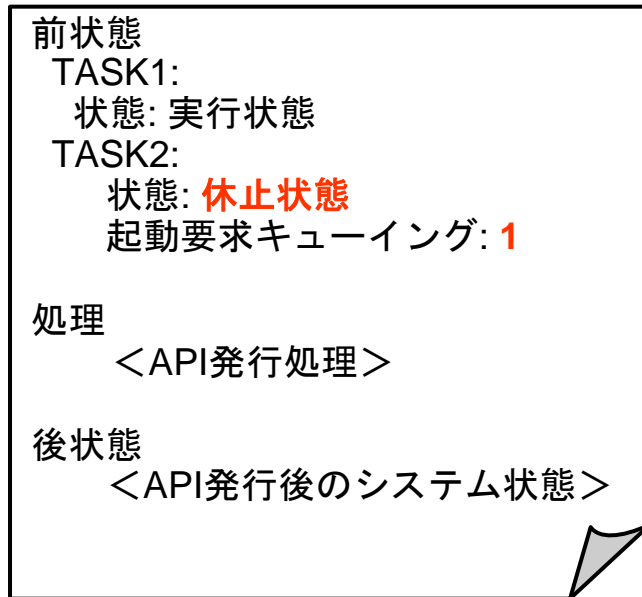 前状態
TASK1:
状態: 実行状態
TASK2:
状態: 休止状態
起動要求キューイング: 1
処理
＜API発行処理＞
後状態
＜API発行後のシステム状態＞